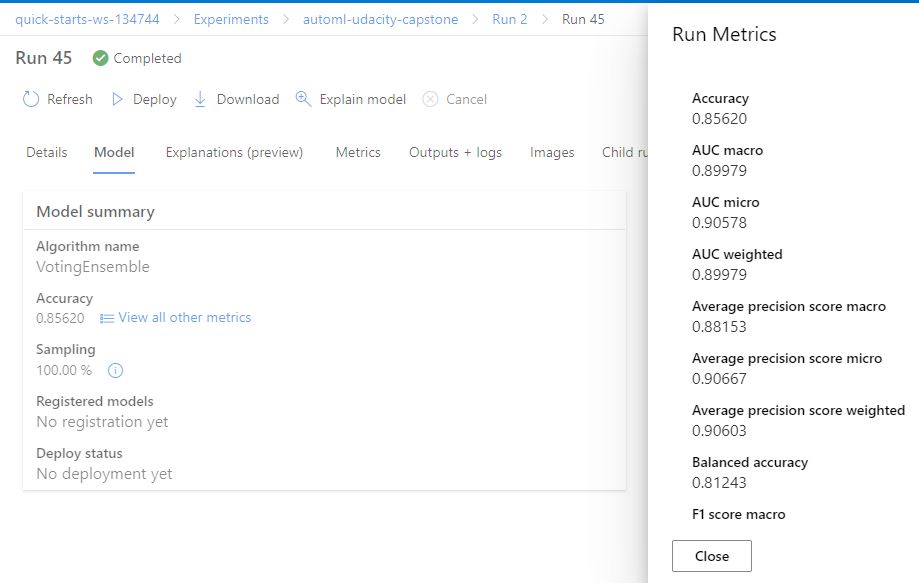 quick-starts-ws-134744 > Experiments > automl-udacity-capstone > Run 2 > Run 45
Run 45 Completed
Refresh Deploy Download Explain model Cancel
Details Model Explanations (preview) Metrics Outputs + logs Images Child ru
Model summary
Algorithm name
VotingEnsemble
Accuracy
0.85620 View all other metrics
Sampling
100.00 %
Registered models
No registration yet
Deploy status
No deployment yet
Run Metrics
Accuracy
0.85620
AUC macro
0.89979
AUC micro
0.90578
AUC weighted
0.89979
Average precision score macro
0.88153
Average precision score micro
0.90667
Average precision score weighted
0.90603
Balanced accuracy
0.81243
F1 score macro
Close